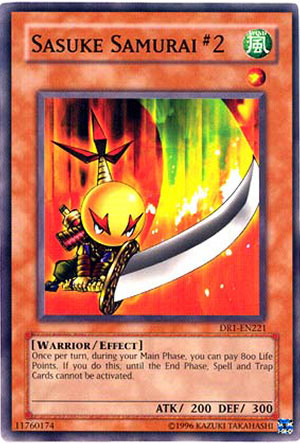 SASUKE SAMURAI #2
風
DR1-EN221
[WARRIOR/EFFECT]
Once per turn, during your Main Phase, you can pay 800 Life
Points. If you do this, until the End Phase, Spell and Trap
Cards cannot be activated.
ATK/ 200 DEF/ 300
11760174
©1996 KAZUKI TAKAHASHI